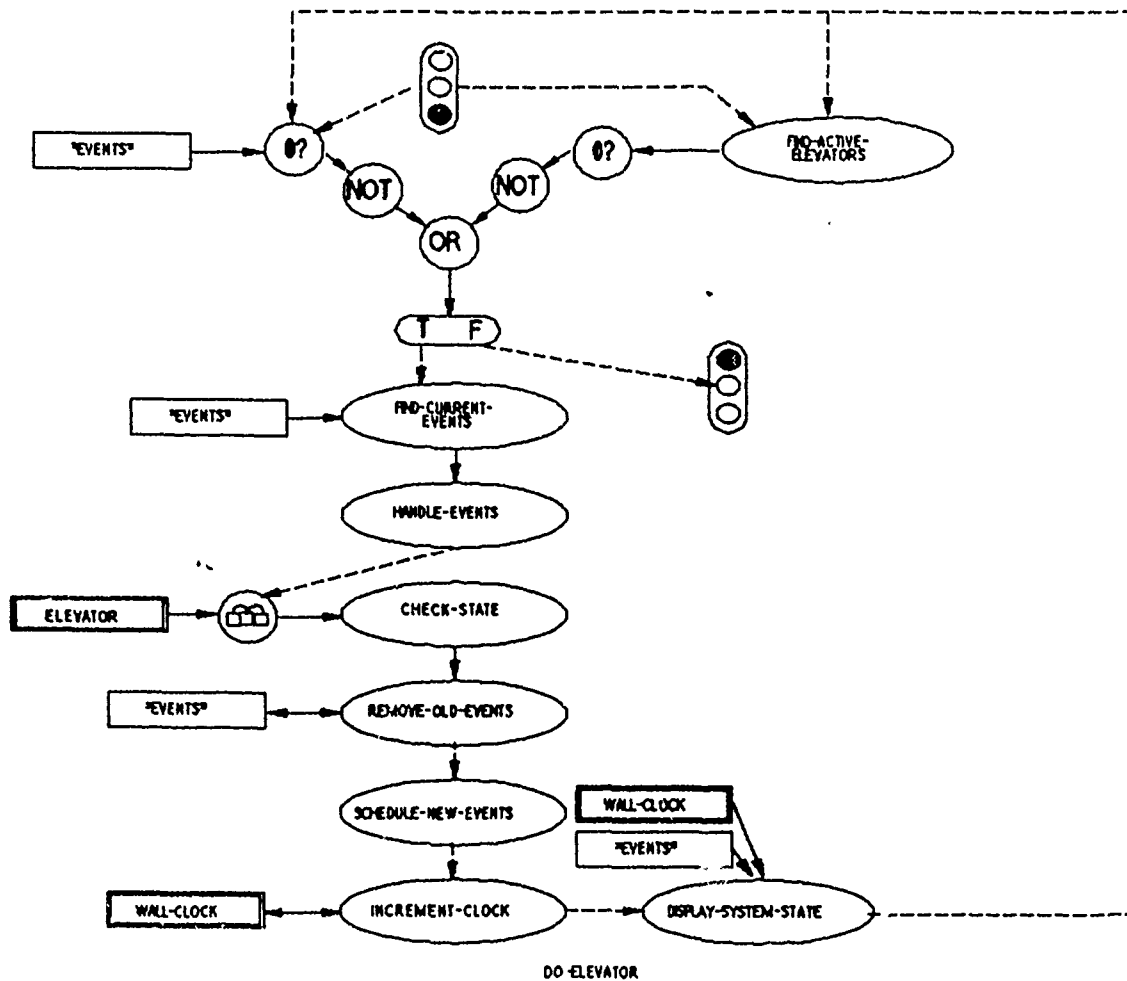 "EVENTS"
0?
0?
FIND-ACTIVE-
ELEVATORS
NOT
NOT
OR
T F
"EVENTS"
FIND-CURRENT-
EVENTS
HANDLE-EVENTS
ELEVATOR
CHECK-STATE
"EVENTS"
REMOVE-OLD-EVENTS
SCHEDULE-NEW-EVENTS
WALL-CLOCK
"EVENTS"
WALL-CLOCK
INCREMENT-CLOCK
DISPLAY-SYSTEM-STATE
DO-ELEVATOR